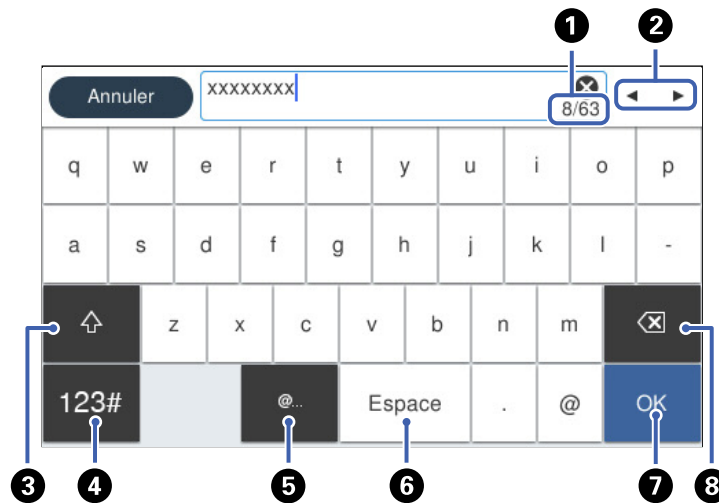 1 2
Annuler xxxxxxxx
8/63
q w e r t y u i o p
a s d f g h j k l -
z x c v b n m
123# @... Espace . @ OK
3 4 5 6 7 8